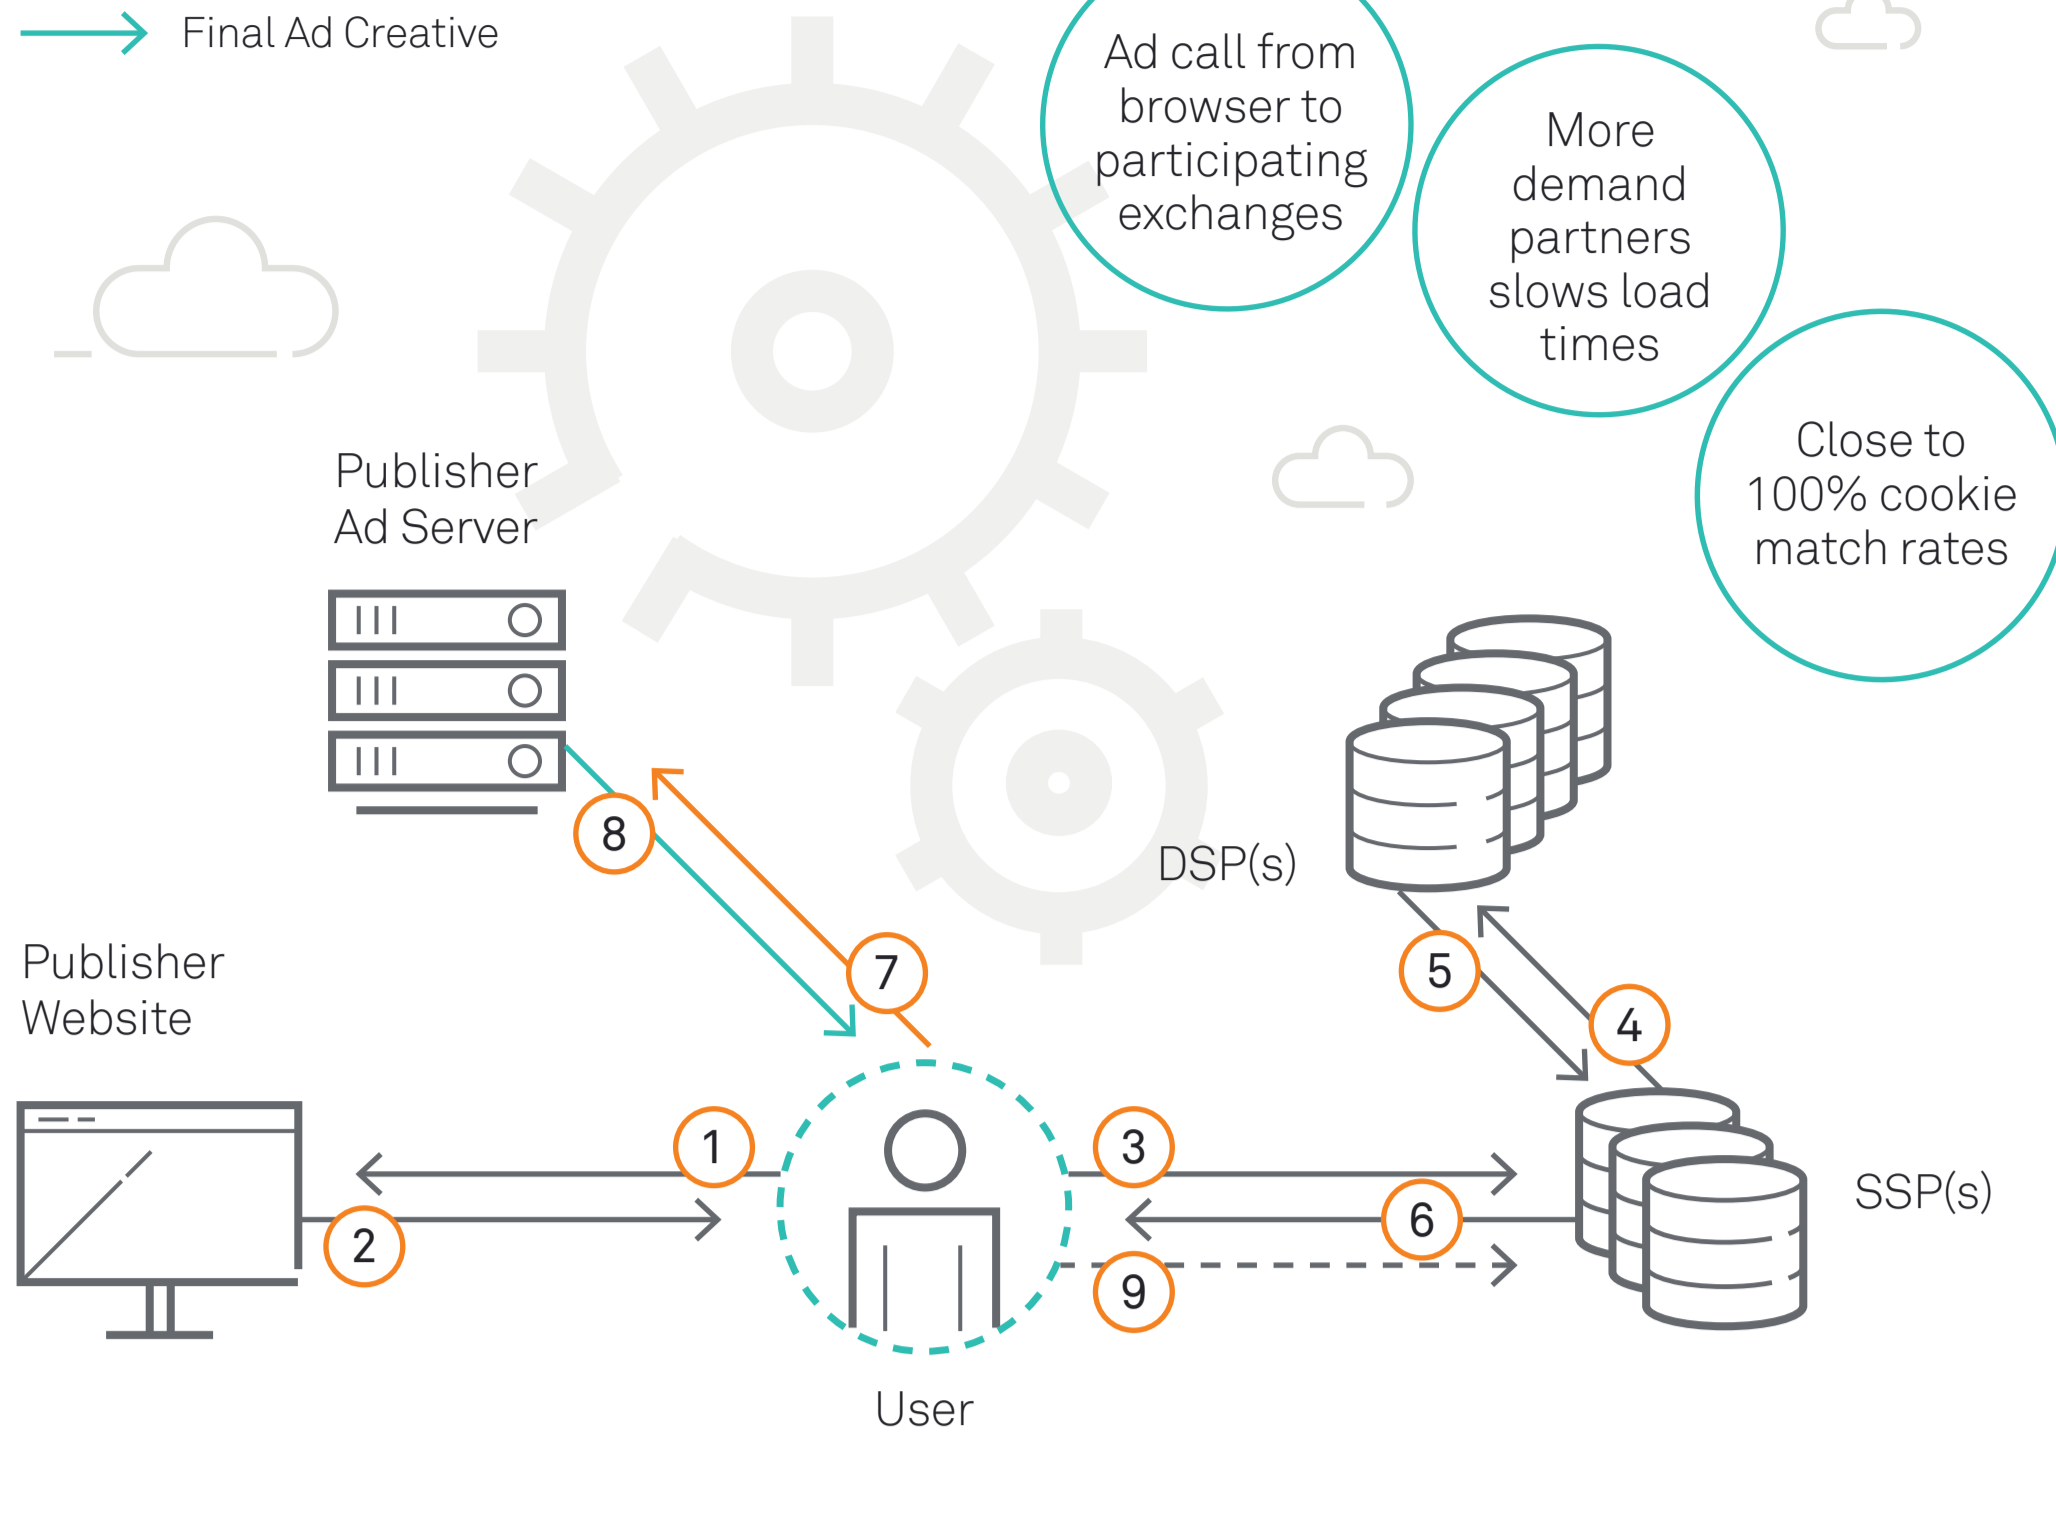 Final Ad Creative
Ad call from
browser to
participating
exchanges
More
demand
partners
slows load
times
Close to
100% cookie
match rates
Publisher
Ad Server
8
7
DSP(s)
5
4
Publisher
Website
1
2
3
6
9
SSP(s)
User